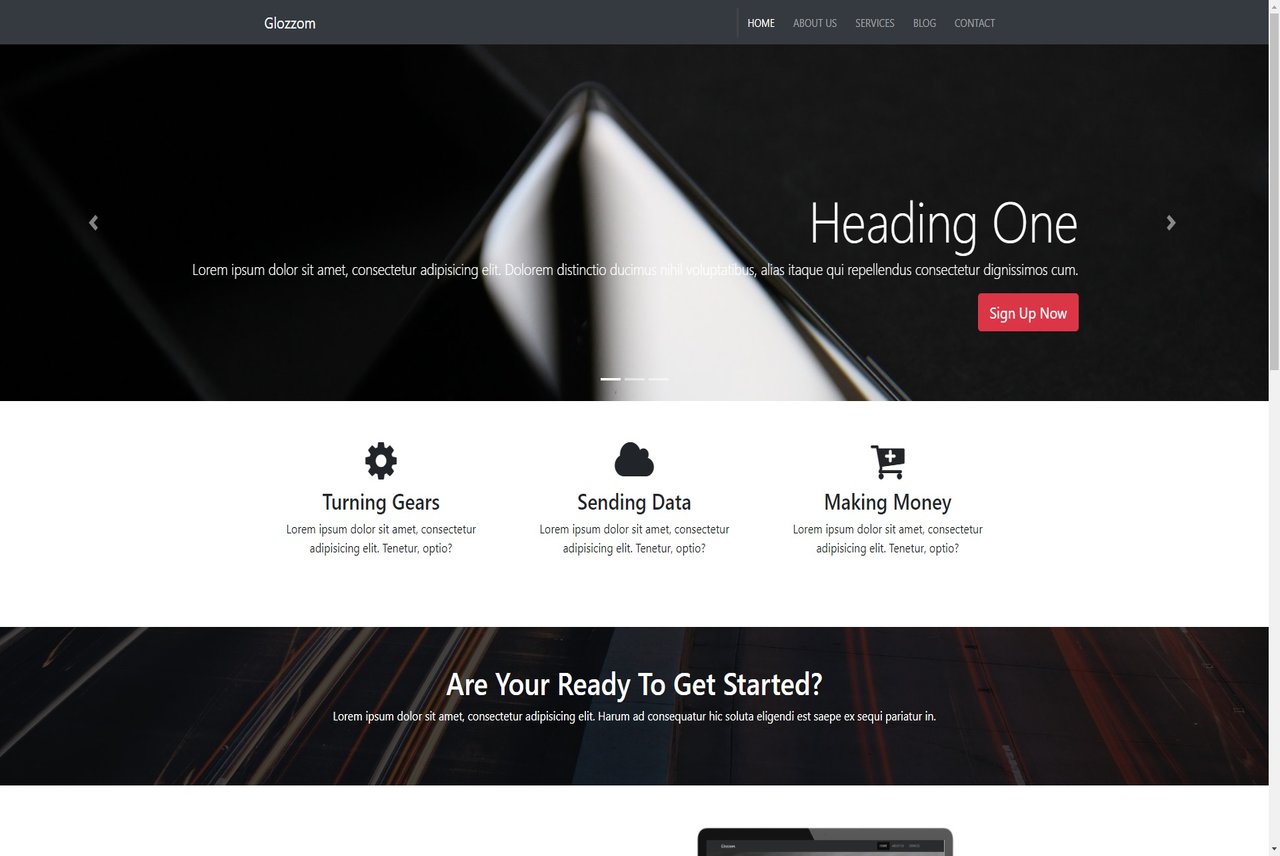 Glozzom
HOME ABOUT US SERVICES BLOG CONTACT
Heading One
Lorem ipsum dolor sit amet, consectetur adipisicing elit. Dolorem distinctio ducimus nihil voluptatibus, alias itaque qui repellendus consectetur dignissimos cum.
Sign Up Now
Turning Gears
Lorem ipsum dolor sit amet, consectetur
adipisicing elit. Tenetur, optio?
Sending Data
Lorem ipsum dolor sit amet, consectetur
adipisicing elit. Tenetur, optio?
Making Money
Lorem ipsum dolor sit amet, consectetur
adipisicing elit. Tenetur, optio?
Are Your Ready To Get Started?
Lorem ipsum dolor sit amet, consectetur adipisicing elit. Harum ad consequatur hic soluta eligendi est saepe ex sequi pariatur in.
Glozzom